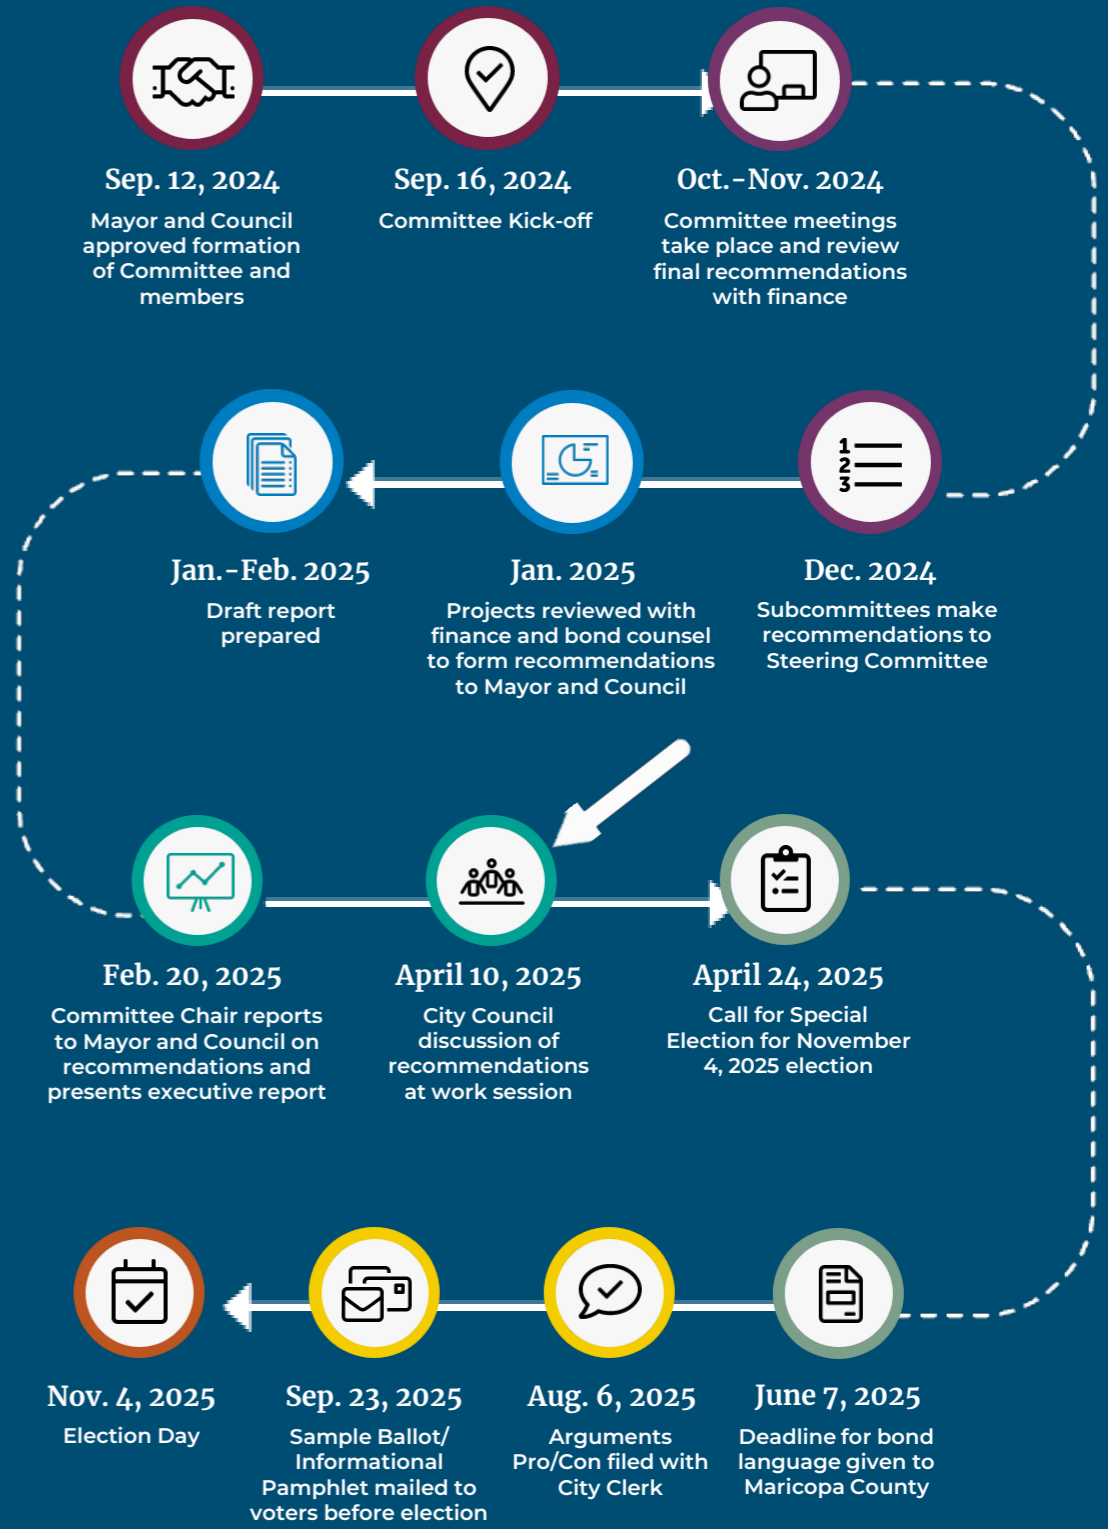 Sep. 12, 2024
Mayor and Council
approved formation
of Committee and
members
Sep. 16, 2024
Committee Kick-off
Oct.-Nov. 2024
Committee meetings
take place and review
final recommendations
with finance
1
2
3
Dec. 2024
Subcommittees make
recommendations to
Steering Committee
Jan. 2025
Projects reviewed with
finance and bond counsel
to form recommendations
to Mayor and Council
Jan.-Feb. 2025
Draft report
prepared
Feb. 20, 2025
Committee Chair reports
to Mayor and Council on
recommendations and
presents executive report
April 10, 2025
City Council
discussion of
recommendations
at work session
April 24, 2025
Call for Special
Election for November
4, 2025 election
June 7, 2025
Deadline for bond
language given to
Maricopa County
Aug. 6, 2025
Arguments
Pro/Con filed with
City Clerk
Sep. 23, 2025
Sample Ballot/
Informational
Pamphlet mailed to
voters before election
Nov. 4, 2025
Election Day